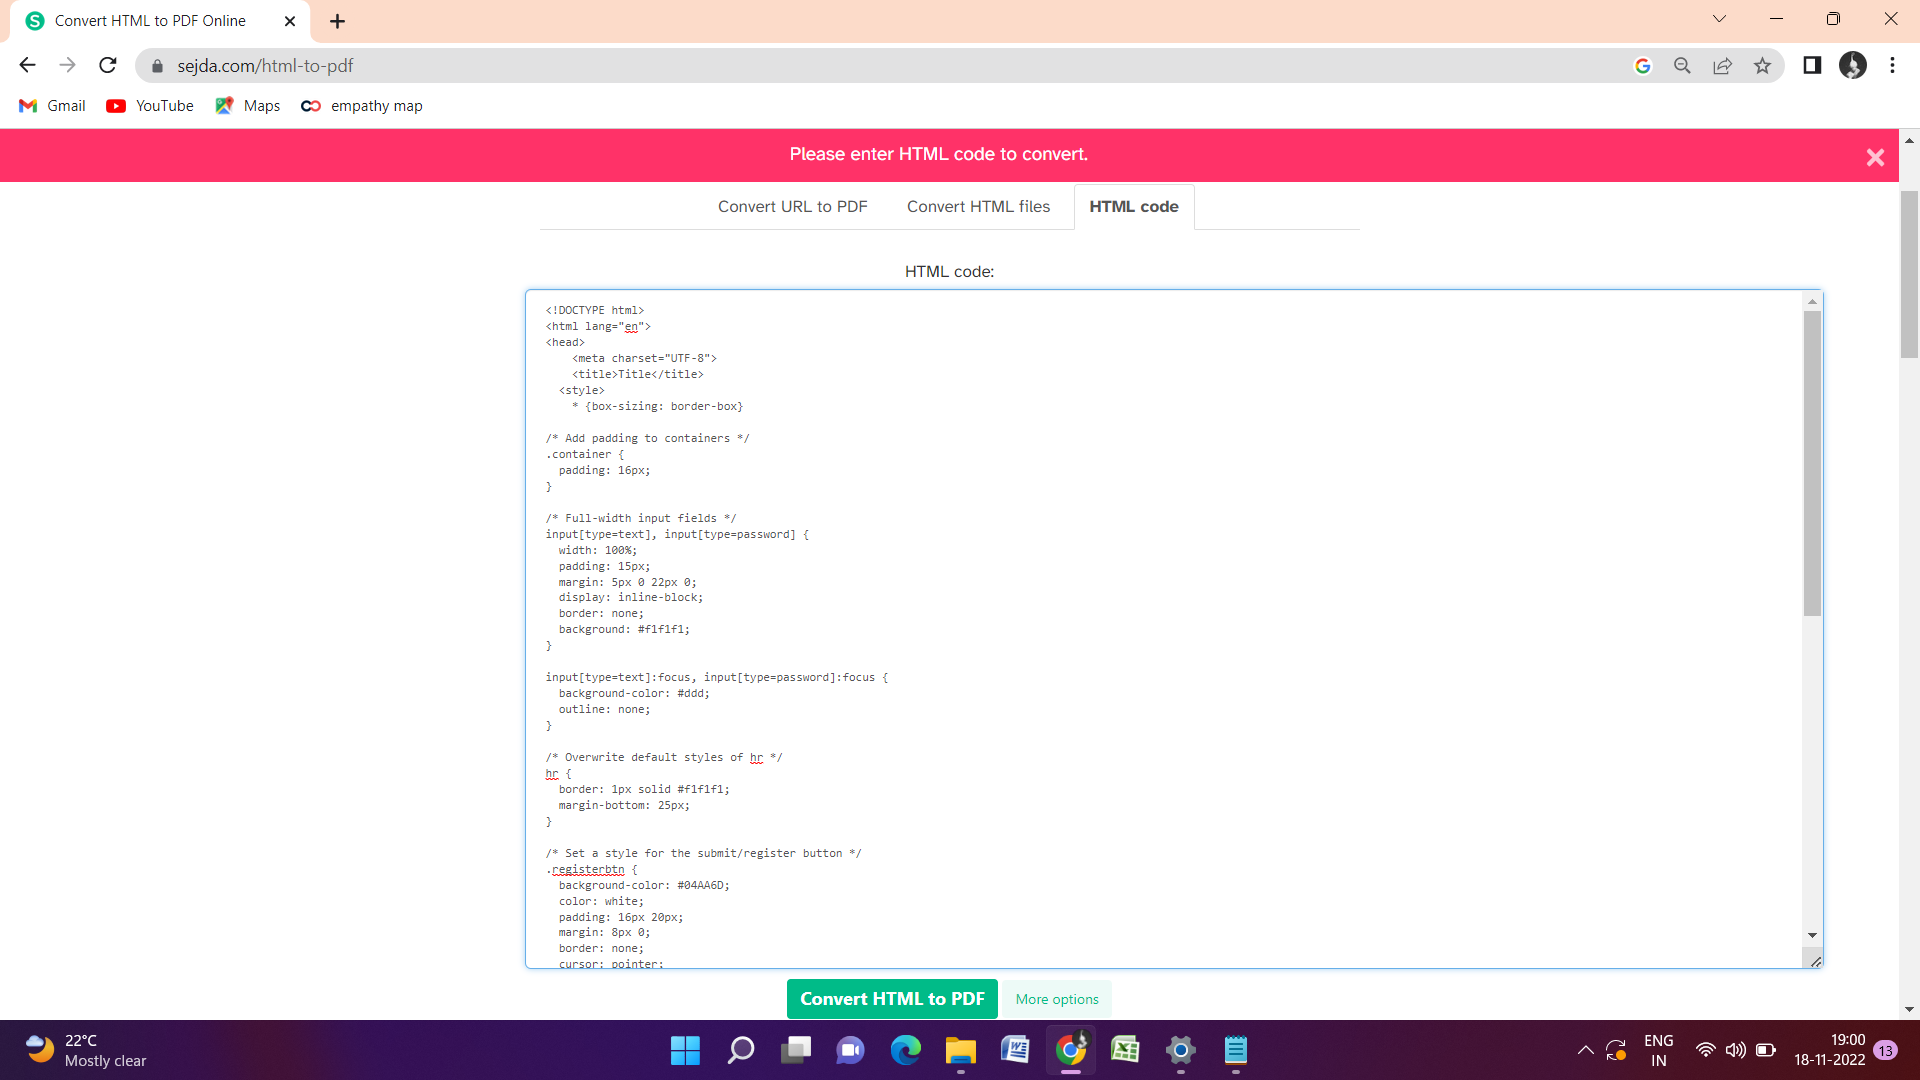 Convert HTML to PDF Online
sejda.com/html-to-pdf
Gmail YouTube Maps empathy map
Please enter HTML code to convert.
Convert URL to PDF Convert HTML files HTML code
HTML code:
<!DOCTYPE html>
<html lang="en">
<head>
    <meta charset="UTF-8">
    <title>Title</title>
  <style>
    * {box-sizing: border-box}

/* Add padding to containers */
.container {
  padding: 16px;
}

/* Full-width input fields */
input[type=text], input[type=password] {
  width: 100%;
  padding: 15px;
  margin: 5px 0 22px 0;
  display: inline-block;
  border: none;
  background: #f1f1f1;
}

input[type=text]:focus, input[type=password]:focus {
  background-color: #ddd;
  outline: none;
}

/* Overwrite default styles of hr */
hr {
  border: 1px solid #f1f1f1;
  margin-bottom: 25px;
}

/* Set a style for the submit/register button */
.registerbtn {
  background-color: #04AA6D;
  color: white;
  padding: 16px 20px;
  margin: 8px 0;
  border: none;
  cursor: pointer;
Convert HTML to PDF More options
22°C
Mostly clear
ENG
IN
19:00
18-11-2022
13